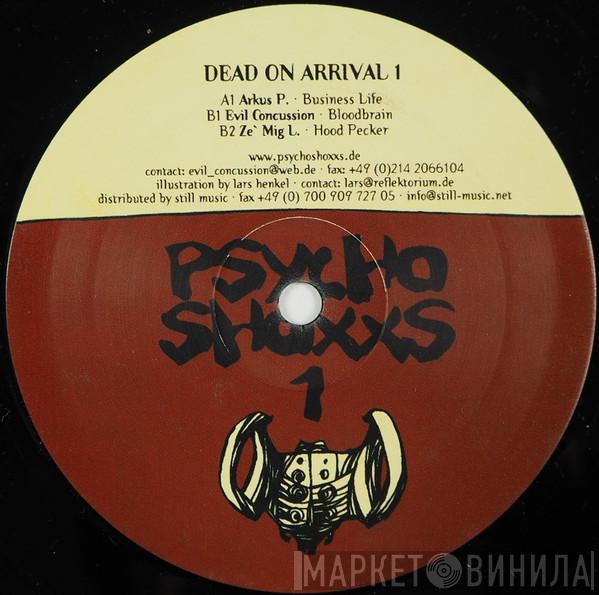 DEAD ON ARRIVAL 1
A1 Arkus P. · Business Life
B1 Evil Concussion · Bloodbrain
B2 Ze` Mig L. · Hood Pecker
www.psychoshoxxs.de
contact: evil_concussion@web.de · fax: +49 (0)214 2066104
illustration by lars henkel · contact: lars@reflektorium.de
distributed by still music · fax +49 (0) 700 909 727 05 · info@still-music.net
PSYCHO
SHOXXS
1
МАРКЕТ ВИНИЛА